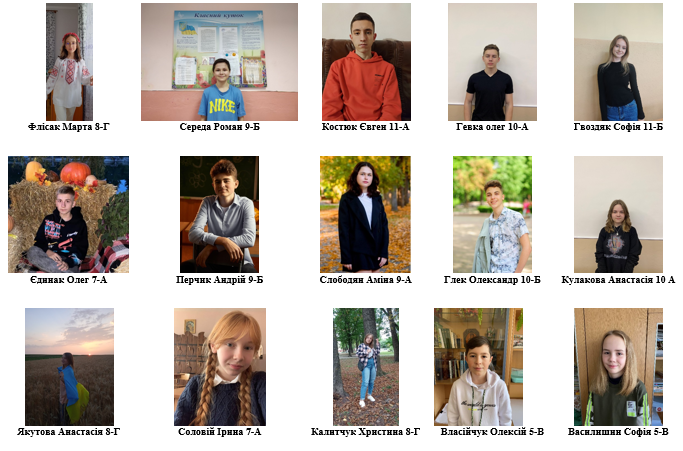 Класний куток
NIKE
Флісак Марта 8-Г
Середа Роман 9-Б
Костюк Євген 11-А
Гевка олег 10-А
Гвоздяк Софія 11-Б
Єдинак Олег 7-А
Перчик Андрій 9-Б
Слободян Аміна 9-А
Глек Олександр 10-Б
Кулакова Анастасія 10 А
Якутова Анастасія 8-Г
Соловій Ірина 7-А
Калитчук Христина 8-Г
Власійчук Олексій 5-В
Василишин Софія 5-В